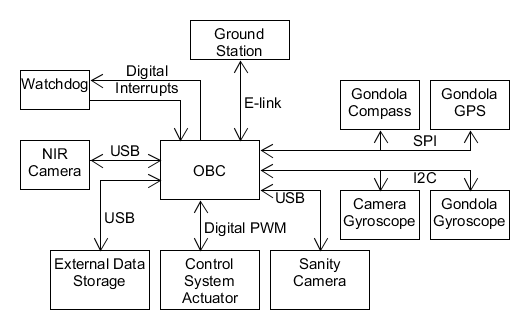 Ground
Station
Watchdog
Digital
Interrupts
E-link
Gondola
Compass
Gondola
GPS
SPI
NIR
Camera
USB
OBC
I2C
USB
Camera
Gyroscope
Gondola
Gyroscope
USB
Digital PWM
External Data
Storage
Control
System
Actuator
Sanity
Camera